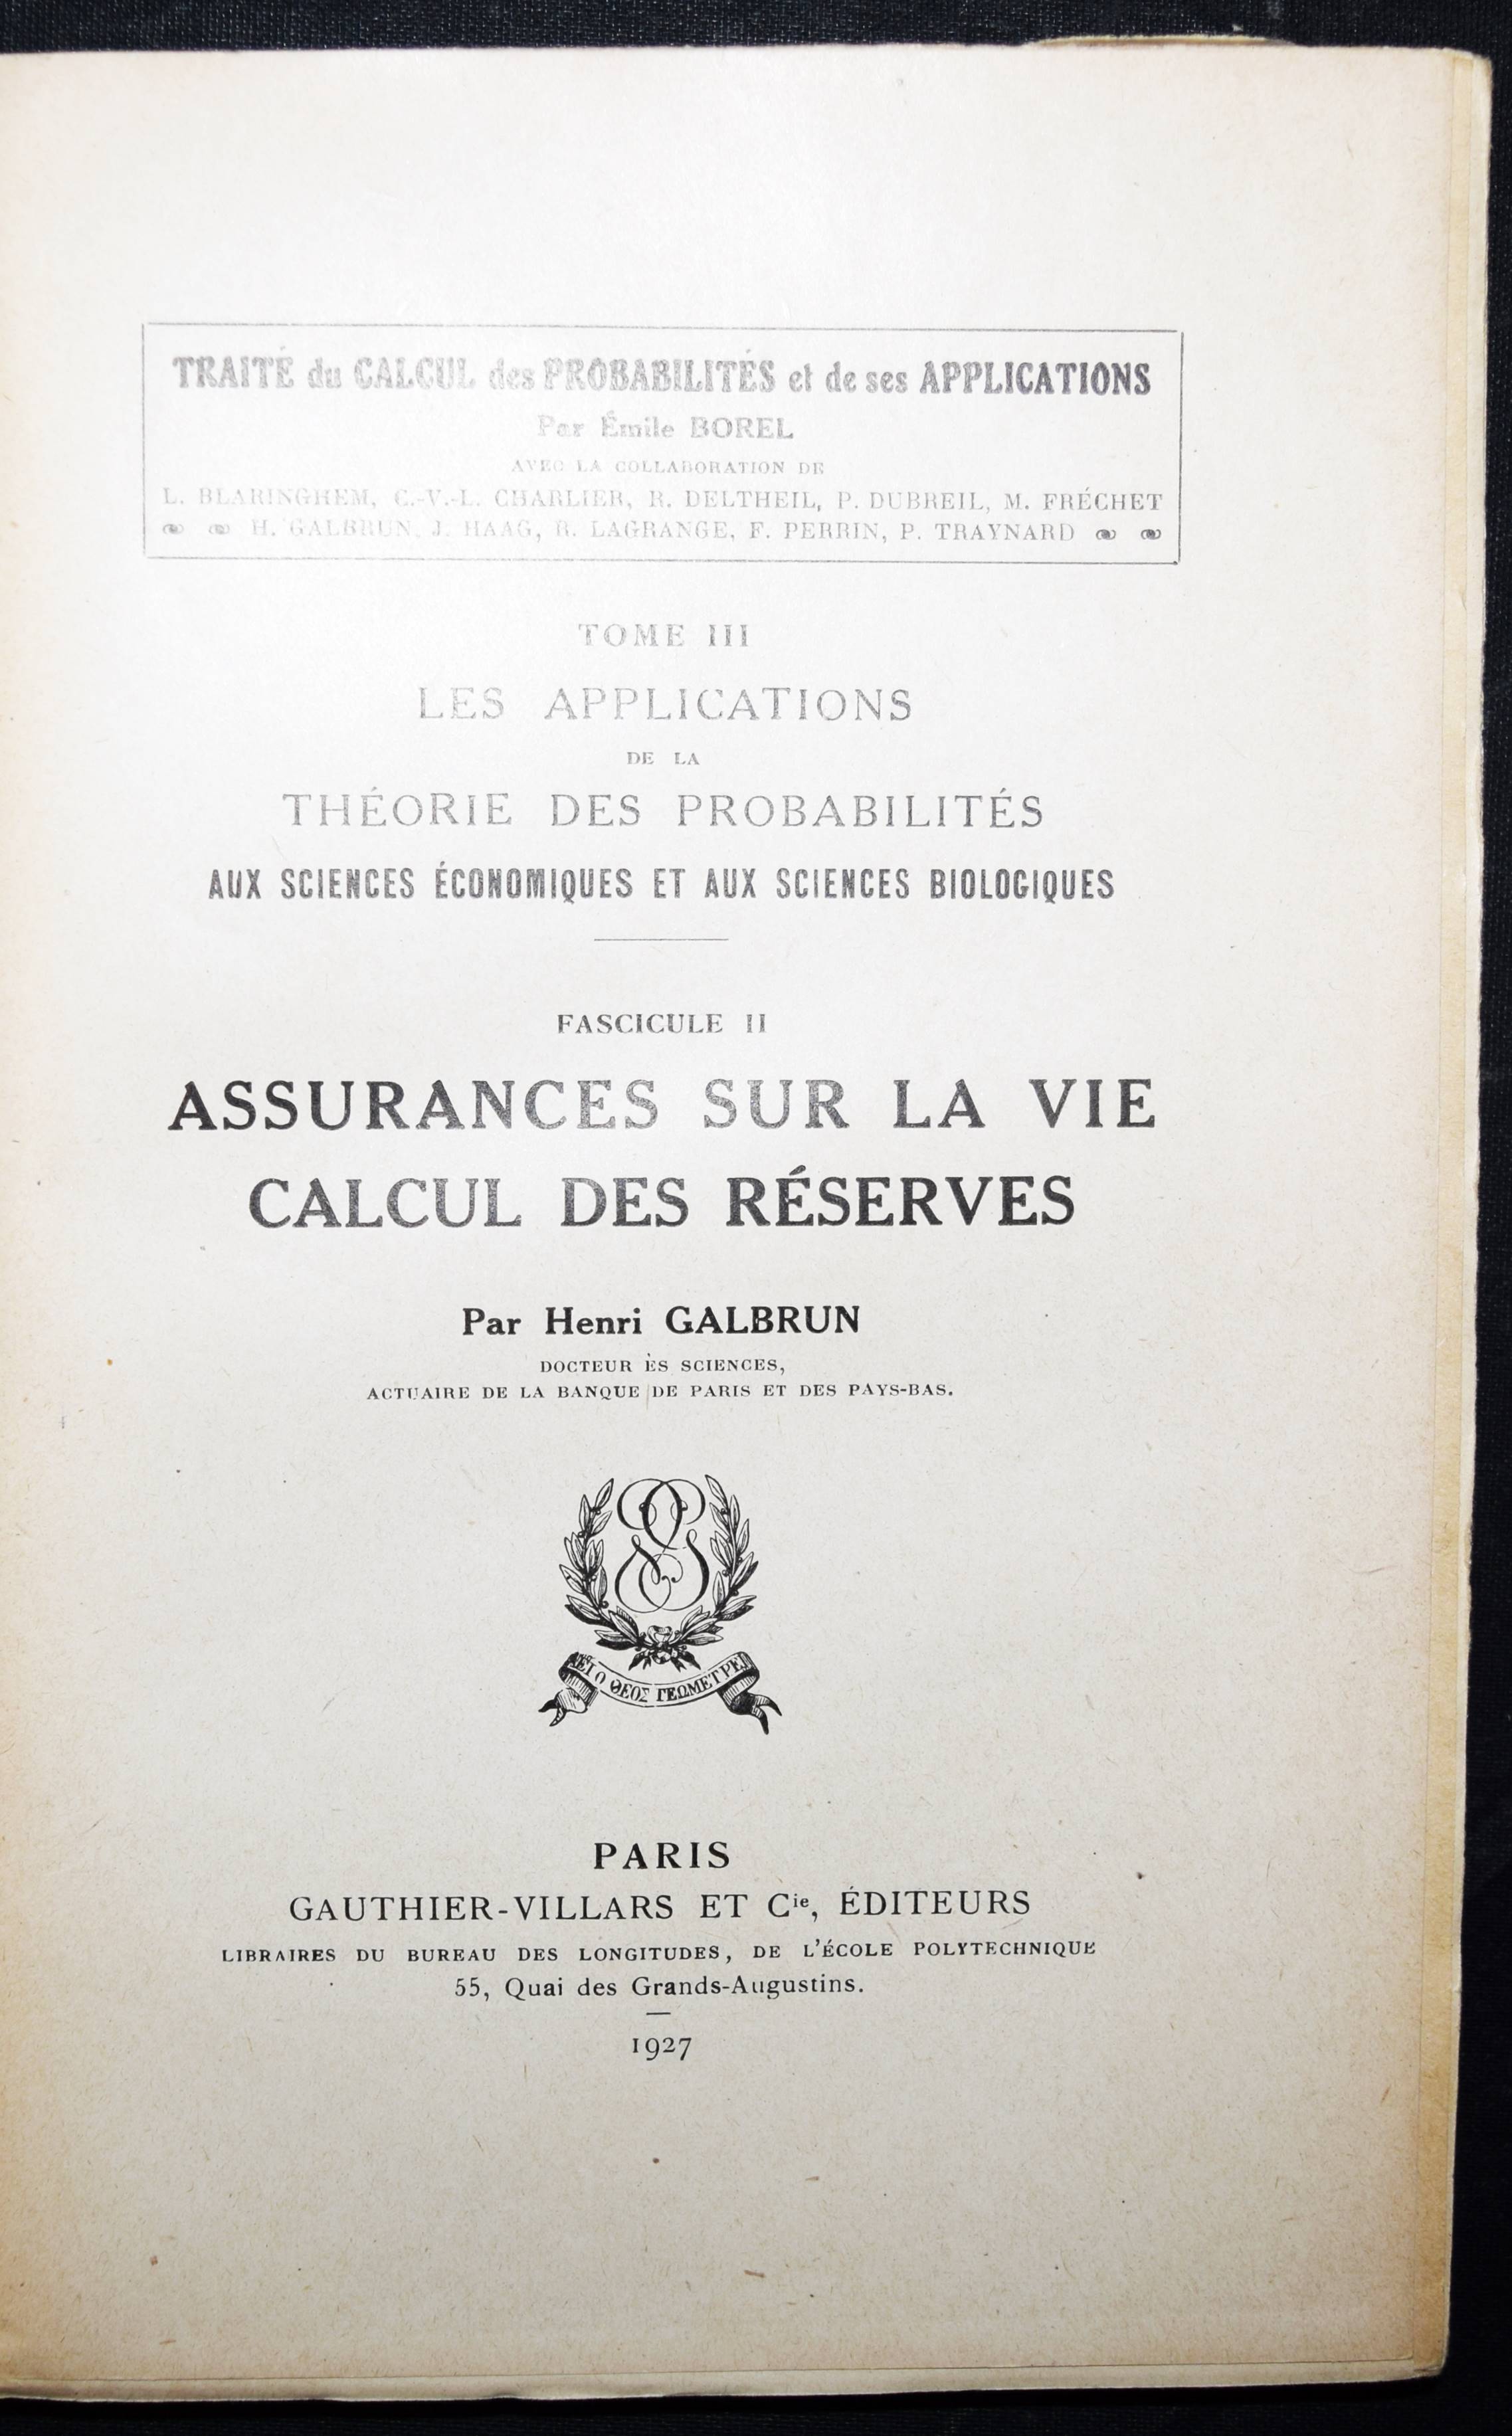 TRAITÉ du CALCUL des PROBABILITÉS et de ses APPLICATIONS
Par Émile BOREL
AVEC LA COLLABORATION DE
L. BLARINGHEM, C.-V.-L. CHARLIER, R. DELTHEIL, P. DUBREIL, M. FRÉCHET
H. GALBRUN, J. HAAG, R. LAGRANGE, F. PERRIN, P. TRAYNARD
TOME III
LES APPLICATIONS
DE LA
THÉORIE DES PROBABILITÉS
AUX SCIENCES ÉCONOMIQUES ET AUX SCIENCES BIOLOGIQUES
FASCICULE II
ASSURANCES SUR LA VIE
CALCUL DES RÉSERVES
Par Henri GALBRUN
DOCTEUR ÈS SCIENCES,
ACTUAIRE DE LA BANQUE DE PARIS ET DES PAYS-BAS.
ΑΕΙ Ο ΘΕΟΣ ΓΕΩΜΕΤΡΕΙ
PARIS
GAUTHIER-VILLARS ET Cie, ÉDITEURS
LIBRAIRES DU BUREAU DES LONGITUDES, DE L'ÉCOLE POLYTECHNIQUE
55, Quai des Grands-Augustins.
1927